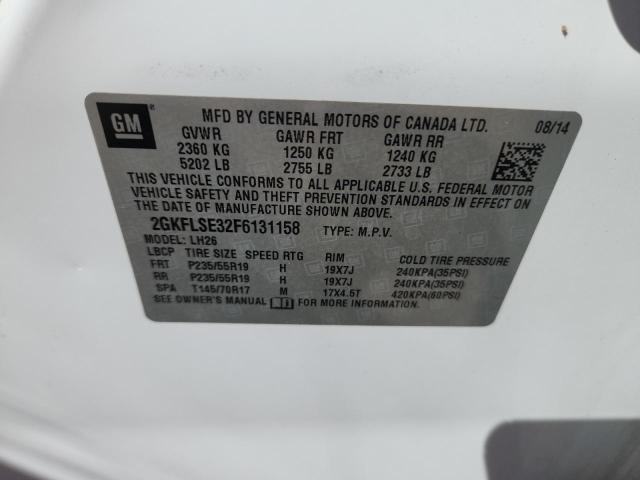 GM
MFD BY GENERAL MOTORS OF CANADA LTD. 08/14
GVWR GAWR FRT GAWR RR
2360 KG 1250 KG 1240 KG
5202 LB 2755 LB 2733 LB
THIS VEHICLE CONFORMS TO ALL APPLICABLE U.S. FEDERAL MOTOR
VEHICLE SAFETY AND THEFT PREVENTION STANDARDS IN EFFECT ON
THE DATE OF MANUFACTURE SHOWN ABOVE.
2GKFLSE32F6131158 TYPE: M.P.V.
MODEL: LH26
LBCP TIRE SIZE SPEED RTG RIM COLD TIRE PRESSURE
FRT P235/55R19 H 19X7J 240KPA(35PSI)
RR P235/55R19 H 19X7J 240KPA(35PSI)
SPA T145/70R17 M 17X4.5T 420KPA(60PSI)
SEE OWNER'S MANUAL FOR MORE INFORMATION.